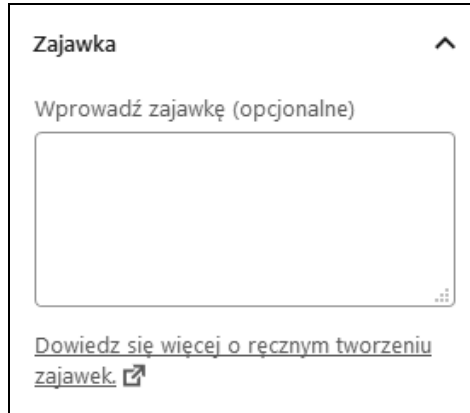 Zajawka
Wprowadź zajawkę (opcjonalne)
Dowiedz się więcej o ręcznym tworzeniu
zajawek.